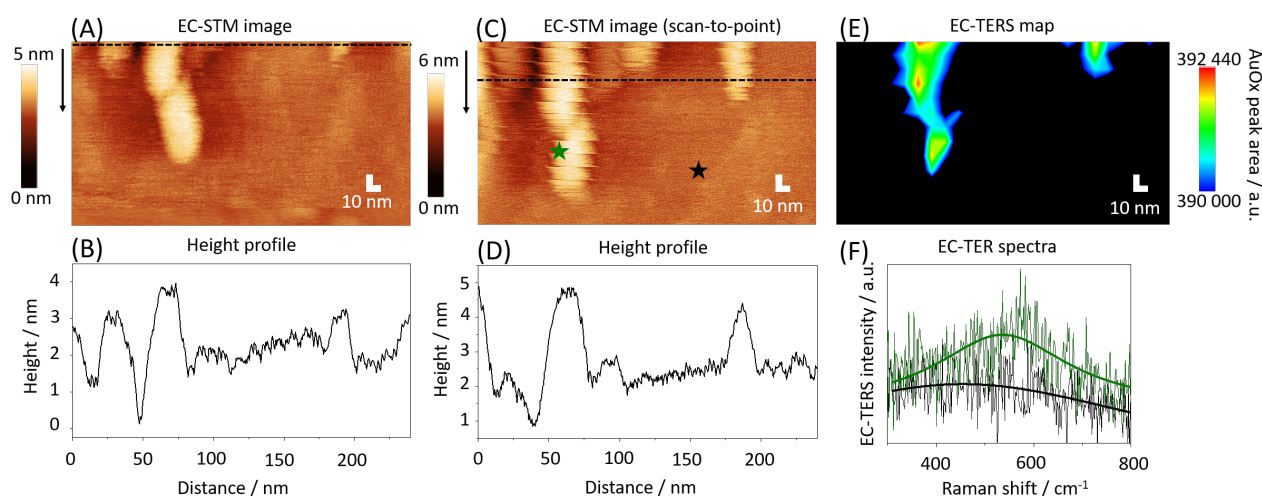 (A)
EC-STM image
5 nm
0 nm
10 nm
(C)
EC-STM image (scan-to-point)
6 nm
0 nm
10 nm
(E)
EC-TERS map
392 440
390 000
AuOx peak area / a.u.
10 nm
(B)
Height profile
Height / nm
4
3
2
1
0
0
50
100
150
200
Distance / nm
(D)
Height profile
Height / nm
5
4
3
2
1
0
50
100
150
200
Distance / nm
(F)
EC-TER spectra
EC-TERS intensity / a.u.
400
600
800
Raman shift / cm⁻¹